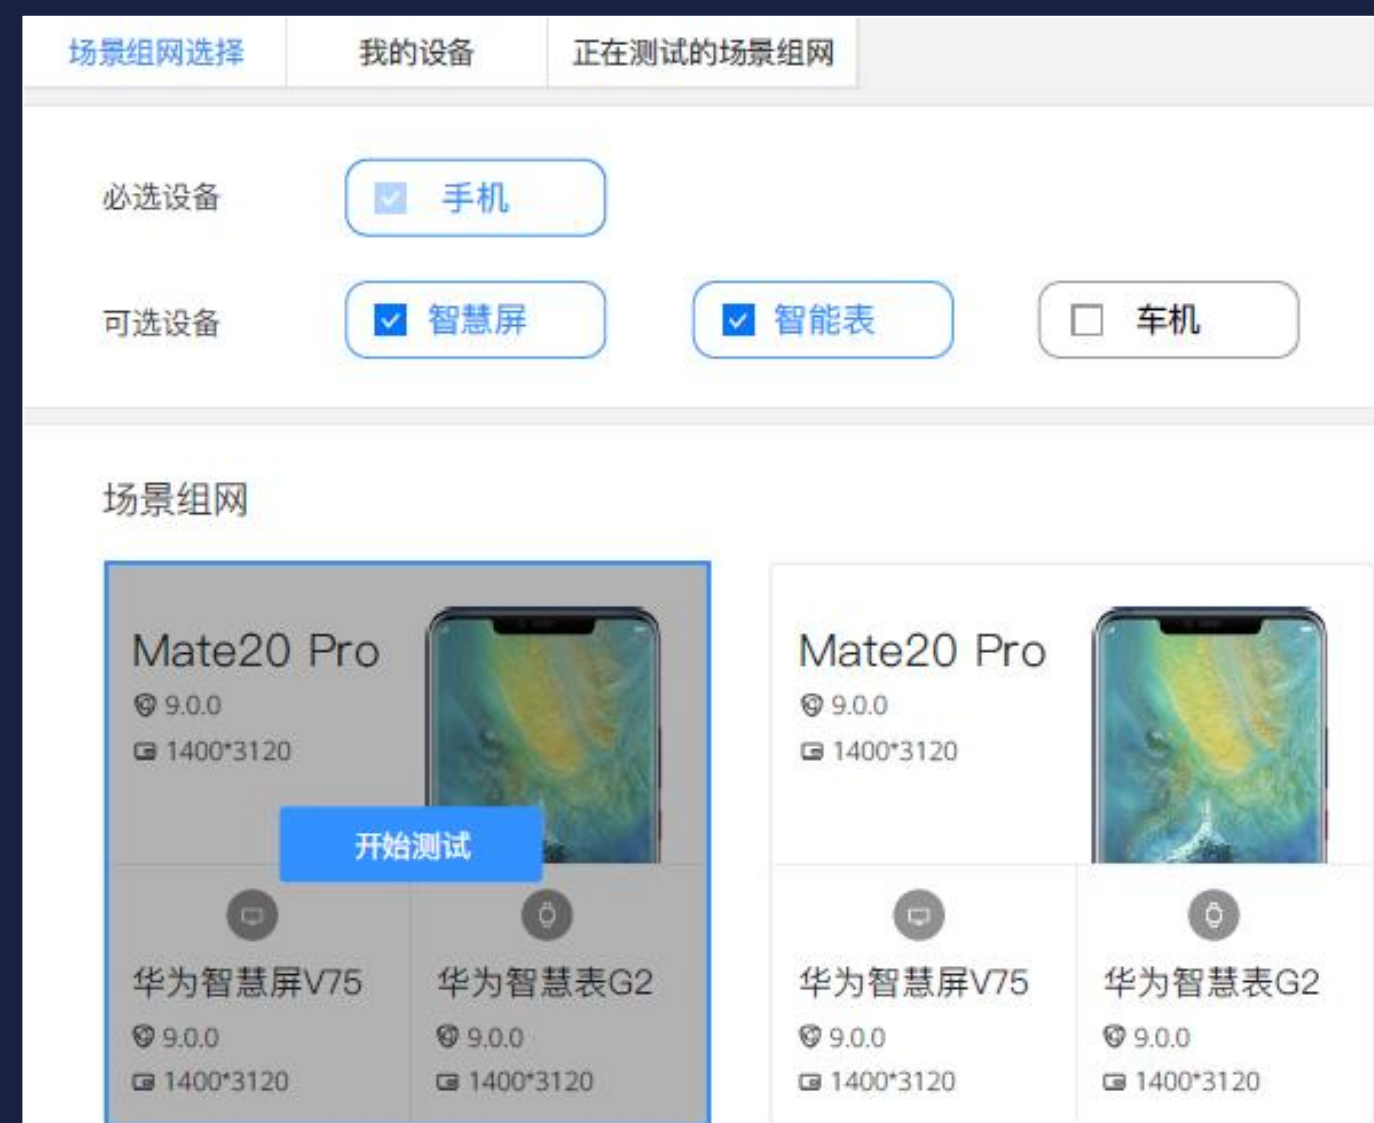 场景组网选择 我的设备 正在测试的场景组网
必选设备 手机
可选设备 智慧屏 智能表 车机
场景组网
Mate20 Pro Mate20 Pro
9.0.0 9.0.0
1400*3120 1400*3120
开始测试
华为智慧屏V75 华为智慧表G2 华为智慧屏V75 华为智慧表G2
9.0.0 9.0.0 9.0.0 9.0.0
1400*3120 1400*3120 1400*3120 1400*3120